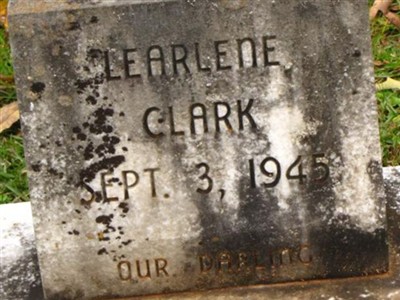 LEARLENE
CLARK
SEPT. 3, 1945
OUR DARLING